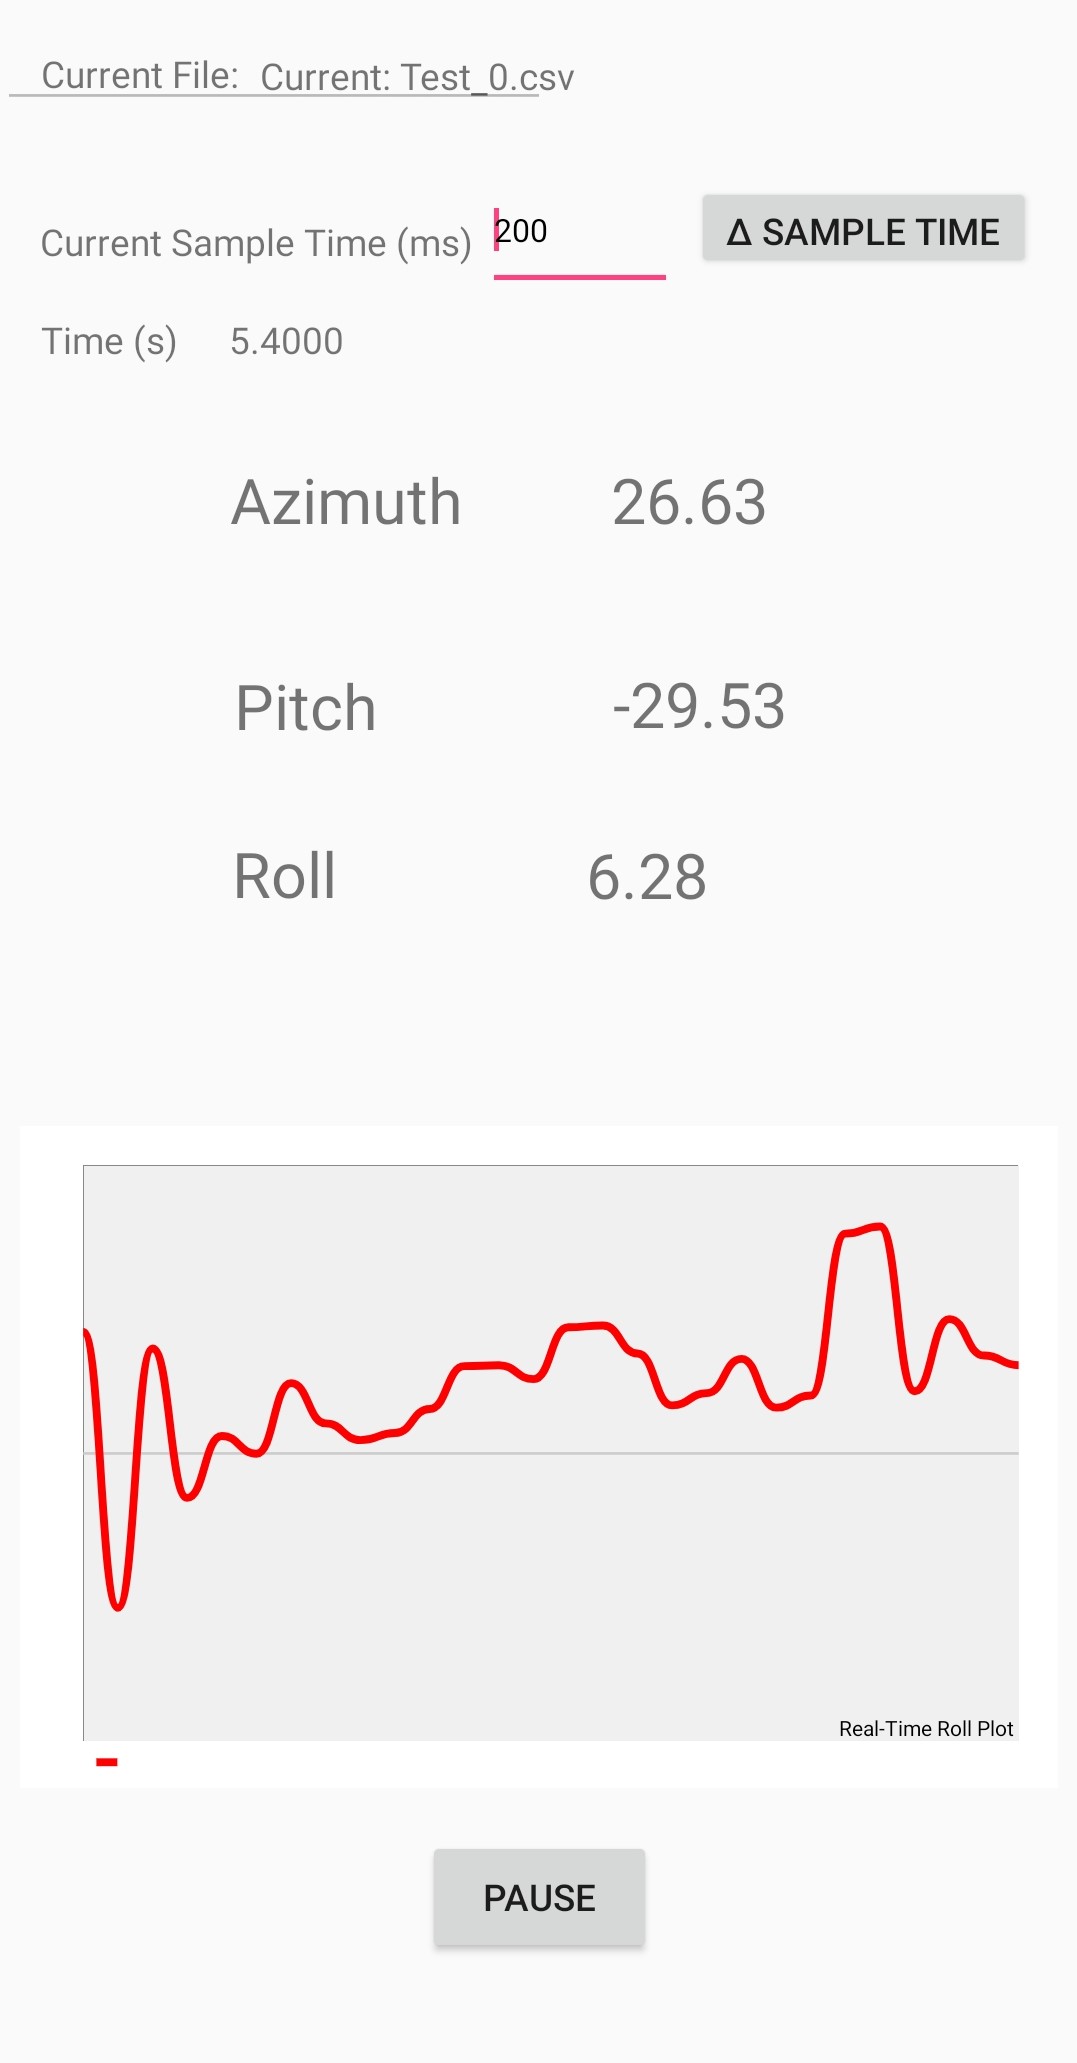 Current File: Current: Test_0.csv
Current Sample Time (ms) 200 Δ SAMPLE TIME
Time (s) 5.4000
Azimuth 26.63
Pitch -29.53
Roll 6.28
Real-Time Roll Plot
PAUSE